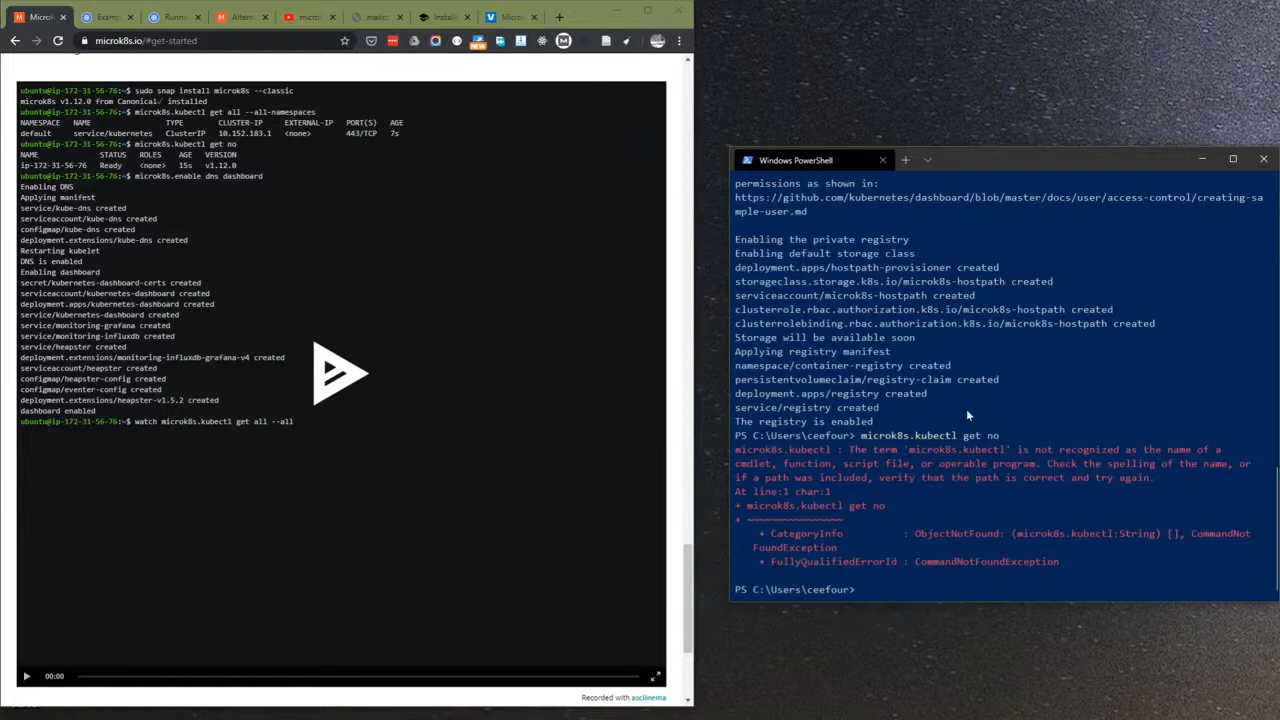 Microk8
Examp
Runnin
Altern
microk
mailcc
Installi
Microk
microk8s.io/#get-started
NEW
ubuntu@ip-172-31-56-76:~$ sudo snap install microk8s --classic
microk8s v1.12.0 from Canonical✓ installed
ubuntu@ip-172-31-56-76:~$ microk8s.kubectl get all --all-namespaces
NAMESPACE NAME TYPE CLUSTER-IP EXTERNAL-IP PORT(S) AGE
default service/kubernetes ClusterIP 10.152.183.1 <none> 443/TCP 7s
ubuntu@ip-172-31-56-76:~$ microk8s.kubectl get no
NAME STATUS ROLES AGE VERSION
ip-172-31-56-76 Ready <none> 15s v1.12.0
ubuntu@ip-172-31-56-76:~$ microk8s.enable dns dashboard
Enabling DNS
Applying manifest
service/kube-dns created
serviceaccount/kube-dns created
configmap/kube-dns created
deployment.extensions/kube-dns created
Restarting kubelet
DNS is enabled
Enabling dashboard
secret/kubernetes-dashboard-certs created
serviceaccount/kubernetes-dashboard created
deployment.apps/kubernetes-dashboard created
service/kubernetes-dashboard created
service/monitoring-grafana created
service/monitoring-influxdb created
service/heapster created
deployment.extensions/monitoring-influxdb-grafana-v4 created
serviceaccount/heapster created
configmap/heapster-config created
configmap/eventer-config created
deployment.extensions/heapster-v1.5.2 created
dashboard enabled
ubuntu@ip-172-31-56-76:~$ watch microk8s.kubectl get all --all
00:00
Recorded with asciinema
Windows PowerShell
permissions as shown in:
https://github.com/kubernetes/dashboard/blob/master/docs/user/access-control/creating-sa
mple-user.md
Enabling the private registry
Enabling default storage class
deployment.apps/hostpath-provisioner created
storageclass.storage.k8s.io/microk8s-hostpath created
serviceaccount/microk8s-hostpath created
clusterrole.rbac.authorization.k8s.io/microk8s-hostpath created
clusterrolebinding.rbac.authorization.k8s.io/microk8s-hostpath created
Storage will be available soon
Applying registry manifest
namespace/container-registry created
persistentvolumeclaim/registry-claim created
deployment.apps/registry created
service/registry created
The registry is enabled
PS C:\Users\ceefour> microk8s.kubectl get no
microk8s.kubectl : The term 'microk8s.kubectl' is not recognized as the name of a
cmdlet, function, script file, or operable program. Check the spelling of the name, or
if a path was included, verify that the path is correct and try again.
At line:1 char:1
+ microk8s.kubectl get no
+ ~~~~~~~~~~~~~~~~
+ CategoryInfo : ObjectNotFound: (microk8s.kubectl:String) [], CommandNot
FoundException
+ FullyQualifiedErrorId : CommandNotFoundException
PS C:\Users\ceefour>